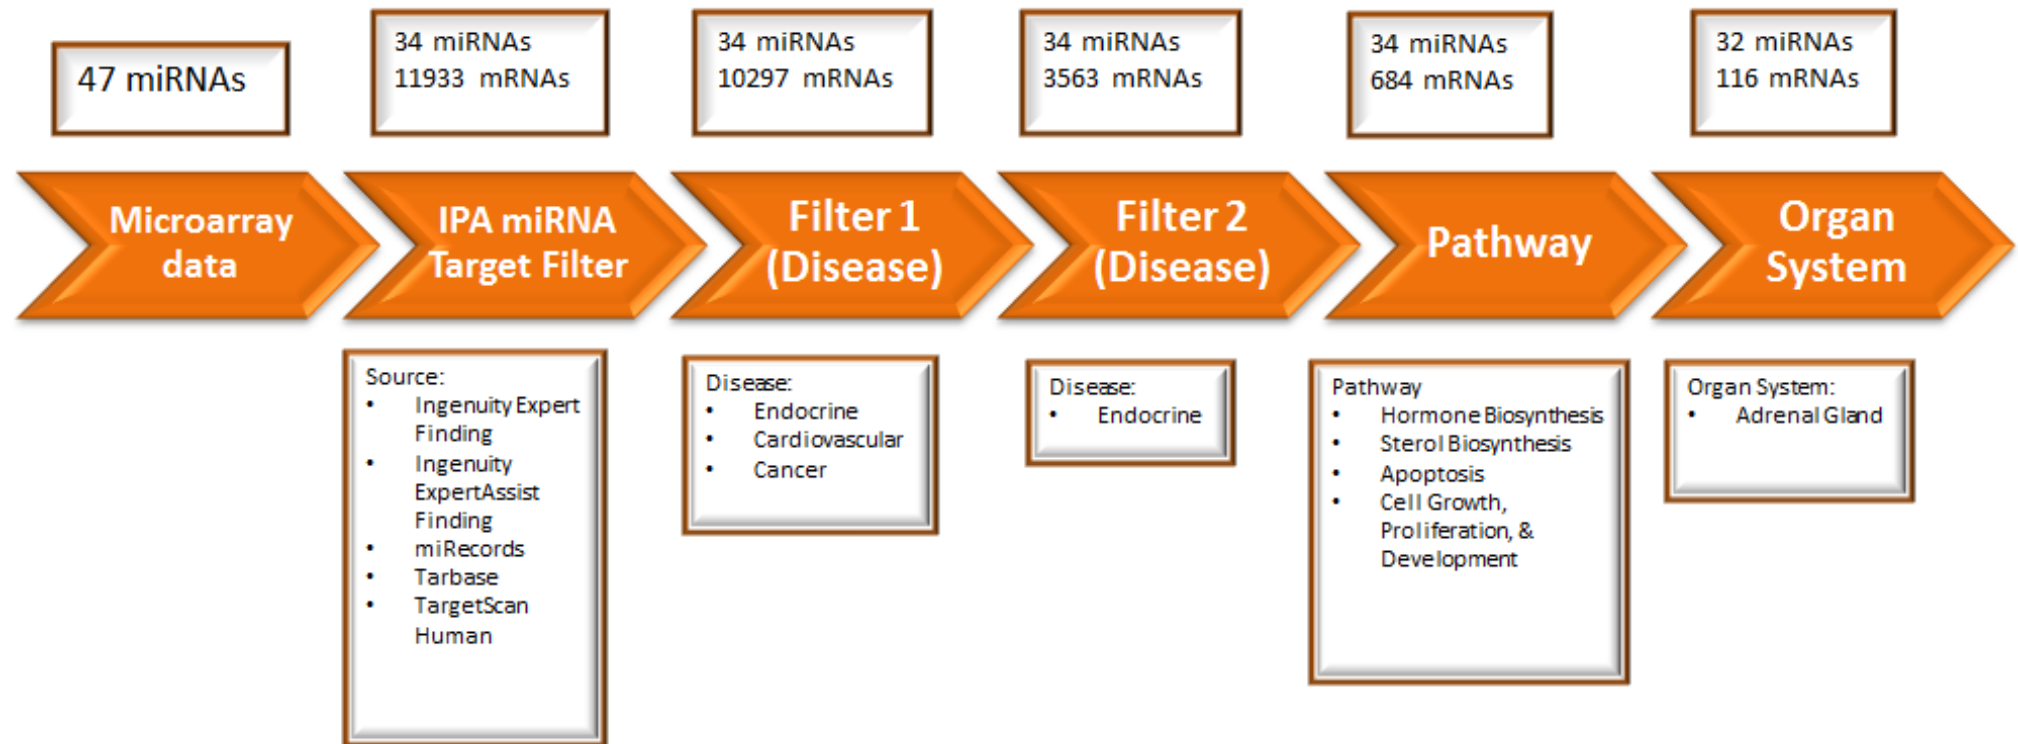 47 miRNAs
34 miRNAs
11933 mRNAs
34 miRNAs
10297 mRNAs
34 miRNAs
3563 mRNAs
34 miRNAs
684 mRNAs
32 miRNAs
116 mRNAs
Microarray
data
IPA miRNA
Target Filter
Filter 1
(Disease)
Filter 2
(Disease)
Pathway
Organ
System
Source:
• Ingenuity Expert
Finding
• Ingenuity
ExpertAssist
Finding
• miRecords
• Tarbase
• TargetScan
Human
Disease:
• Endocrine
• Cardiovascular
• Cancer
Disease:
• Endocrine
Pathway
• Hormone Biosynthesis
• Sterol Biosynthesis
• Apoptosis
• Cell Growth,
Proliferation, &
Development
Organ System:
• Adrenal Gland